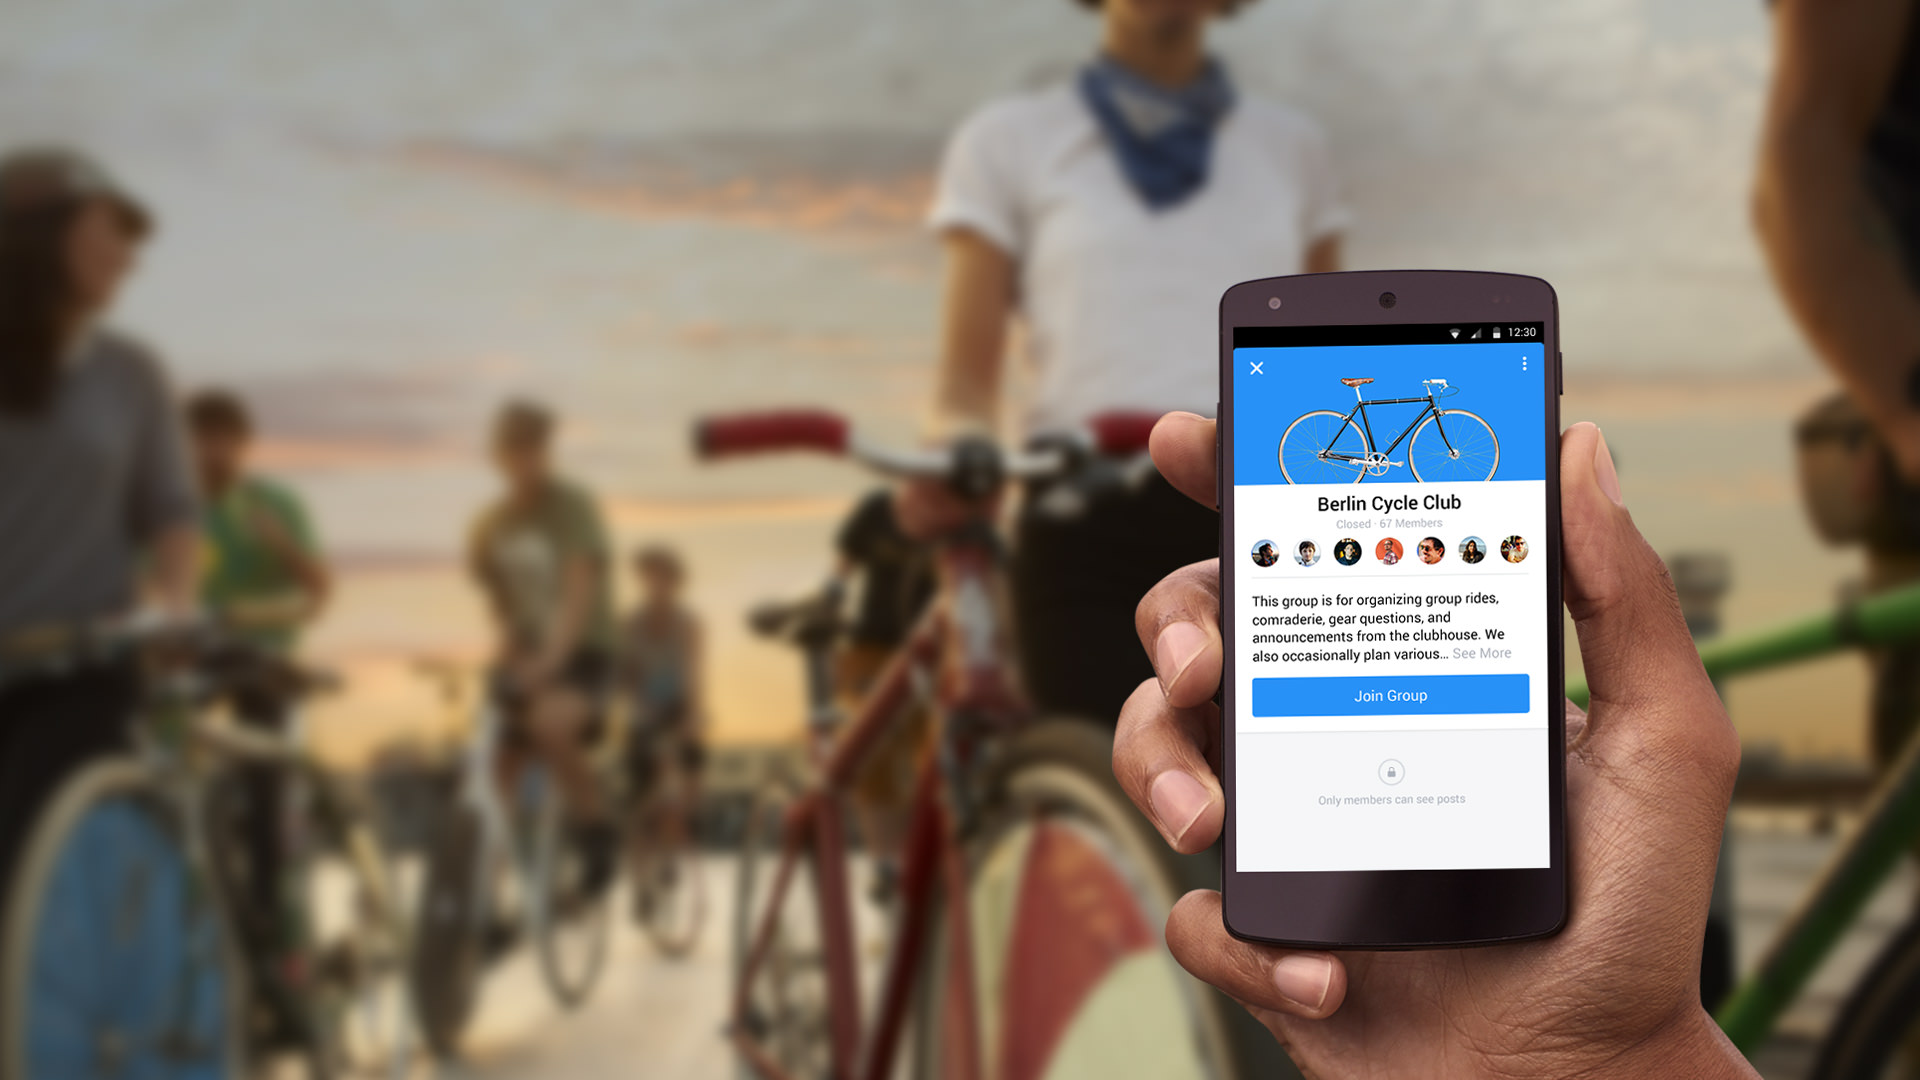 12:30
Berlin Cycle Club
Closed · 67 Members
This group is for organizing group rides,
comraderie, gear questions, and
announcements from the clubhouse. We
also occasionally plan various... See More
Join Group
Only members can see posts